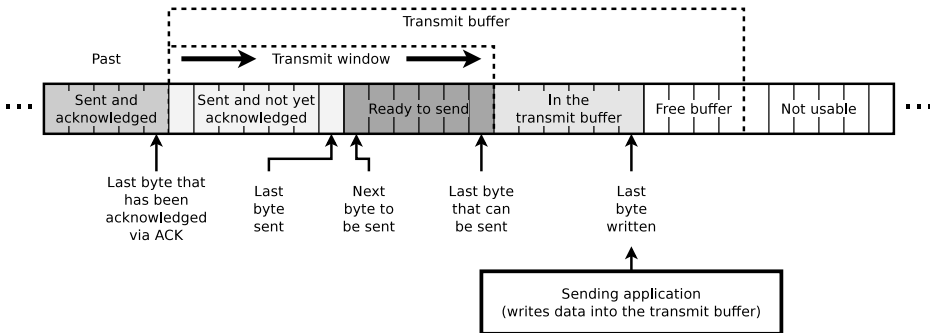 Transmit buffer
Past
Transmit window
Sent and
acknowledged
Sent and not yet
acknowledged
Ready to send
In the
transmit buffer
Free buffer
Not usable
Last byte that
has been
acknowledged
via ACK
Last
byte
sent
Next
byte to
be sent
Last byte
that can
be sent
Last
byte
written
Sending application
(writes data into the transmit buffer)